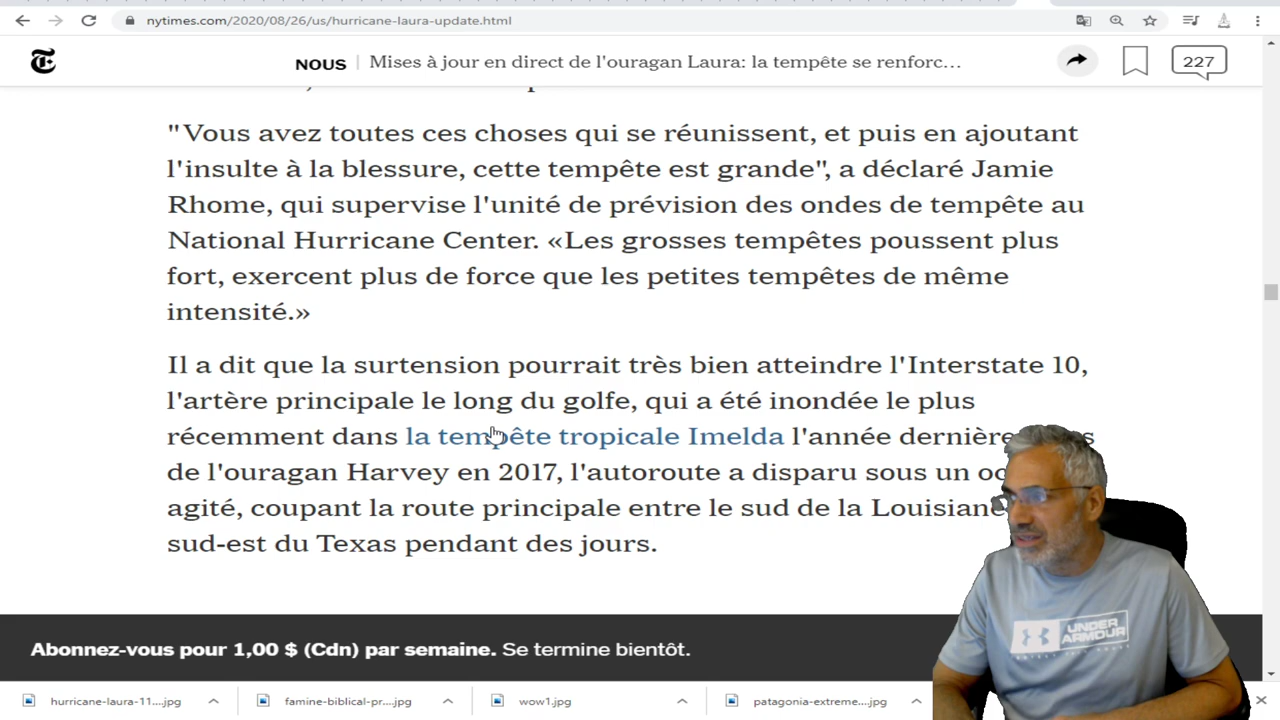 nytimes.com/2020/08/26/us/hurricane-laura-update.html
NOUS | Mises à jour en direct de l'ouragan Laura: la tempête se renforc…
227
"Vous avez toutes ces choses qui se réunissent, et puis en ajoutant
l'insulte à la blessure, cette tempête est grande", a déclaré Jamie
Rhome, qui supervise l'unité de prévision des ondes de tempête au
National Hurricane Center. «Les grosses tempêtes poussent plus
fort, exercent plus de force que les petites tempêtes de même
intensité.»
Il a dit que la surtension pourrait très bien atteindre l'Interstate 10,
l'artère principale le long du golfe, qui a été inondée le plus
récemment dans la tempête tropicale Imelda l'année dernière
de l'ouragan Harvey en 2017, l'autoroute a disparu sous un
agité, coupant la route principale entre le sud de la Louisiane
sud-est du Texas pendant des jours.
UNDER
ARMOUR
Abonnez-vous pour 1,00 $ (Cdn) par semaine. Se termine bientôt.
hurricane-laura-11....jpg
famine-biblical-pr....jpg
wow1.jpg
patagonia-extreme....jpg